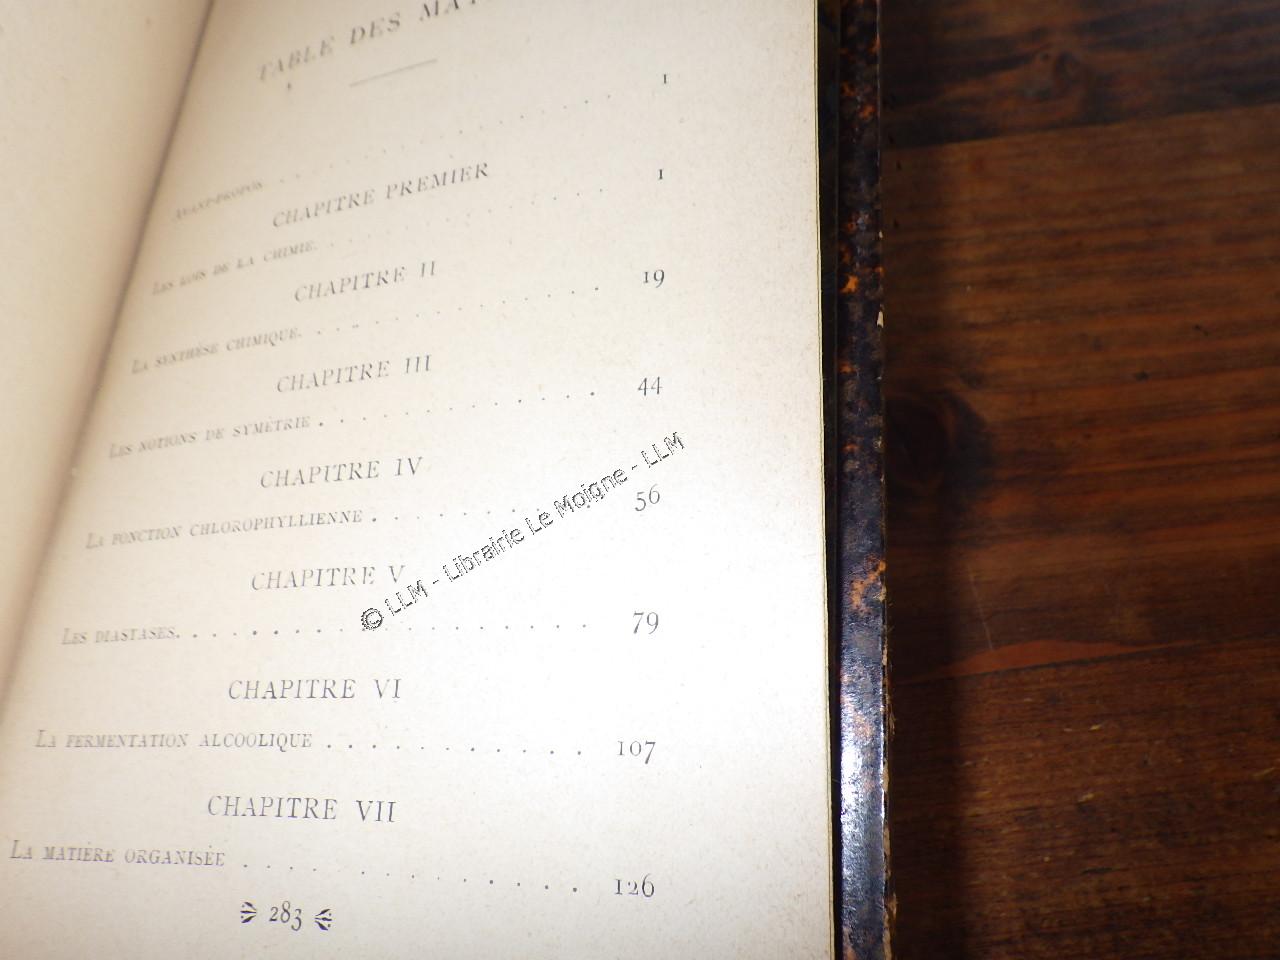 TABLE DES MAT
AVANT-PROPOS . . . . . . . . . . . . . . . . . I
CHAPITRE PREMIER
LES LOIS DE LA CHIMIE. . . . . . . . . . . . . . . 1
CHAPITRE II
LA SYNTHÈSE CHIMIQUE. . . . . . . . . . . . . . . 19
CHAPITRE III
LES NOTIONS DE SYMÉTRIE . . . . . . . . . . . . . 44
CHAPITRE IV
LA FONCTION CHLOROPHYLLIENNE . . . . . . . . . . 56
CHAPITRE V
LES DIASTASES. . . . . . . . . . . . . . . . . . 79
CHAPITRE VI
LA FERMENTATION ALCOOLIQUE . . . . . . . . . . . 107
CHAPITRE VII
LA MATIÈRE ORGANISÉE . . . . . . . . . . . . 126
283
© LLM - Librairie Le Moigne - LLM